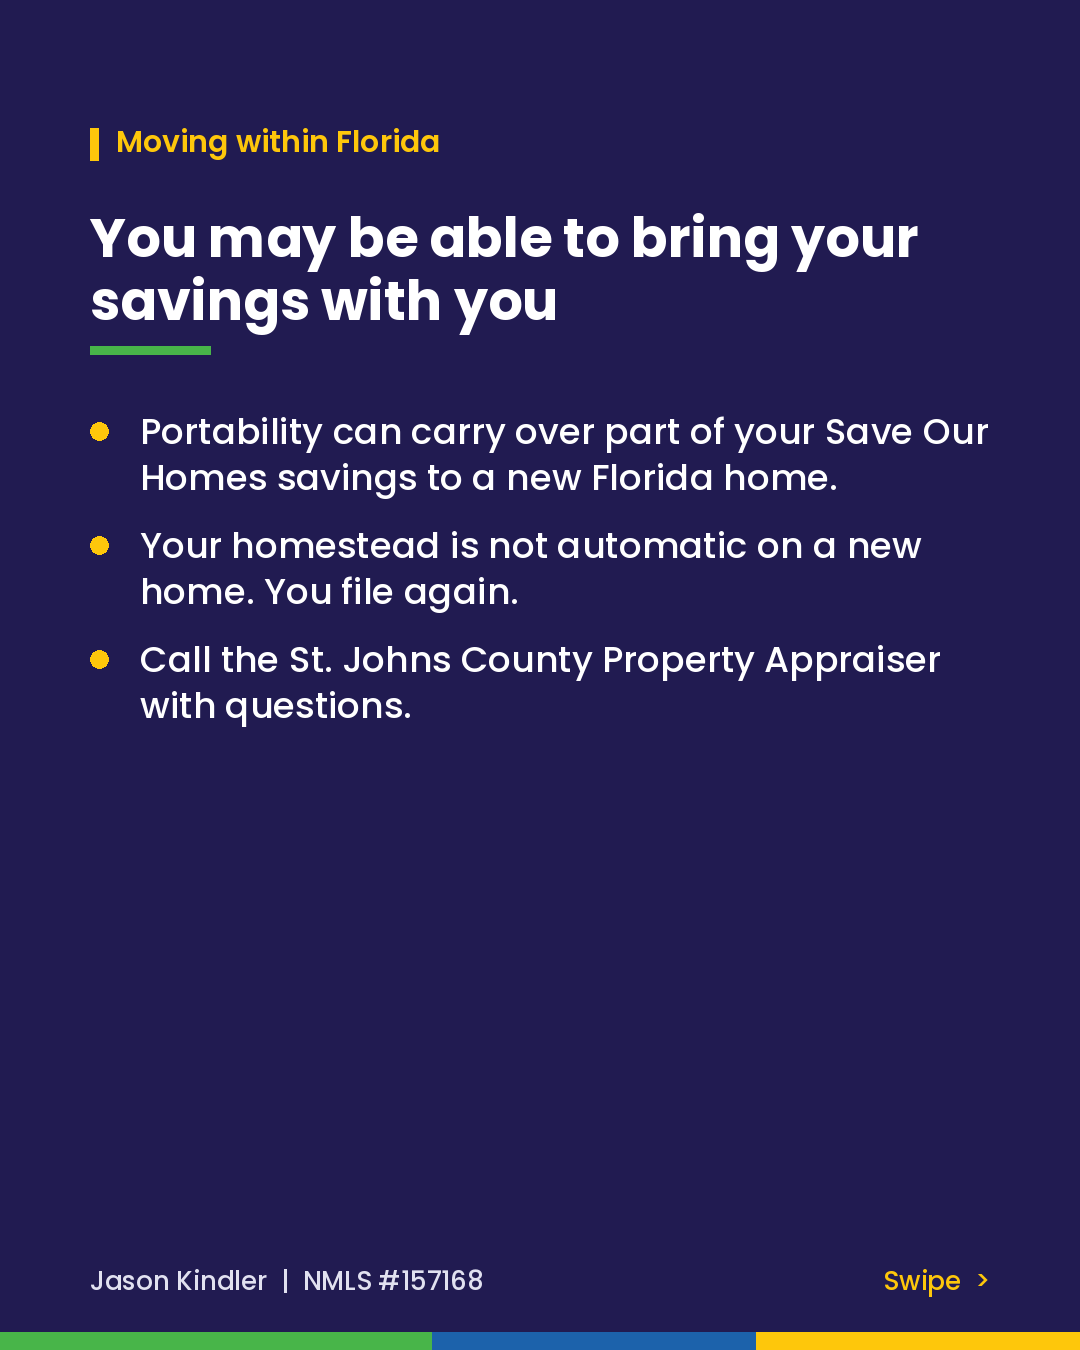 Moving within Florida
You may be able to bring your
savings with you
Portability can carry over part of your Save Our
Homes savings to a new Florida home.
Your homestead is not automatic on a new
home. You file again.
Call the St. Johns County Property Appraiser
with questions.
Jason Kindler | NMLS #157168
Swipe >